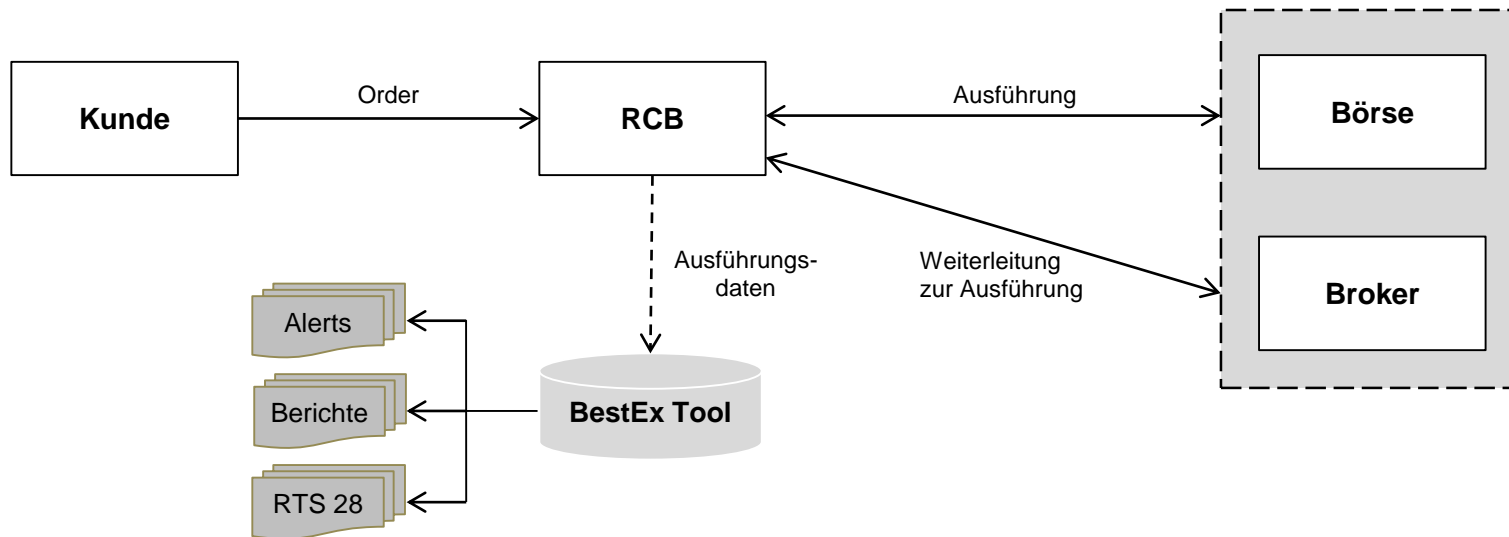 Kunde
Order
RCB
Ausführung
Börse
Ausführungs-
daten
Weiterleitung
zur Ausführung
Broker
Alerts
Berichte
BestEx Tool
RTS 28